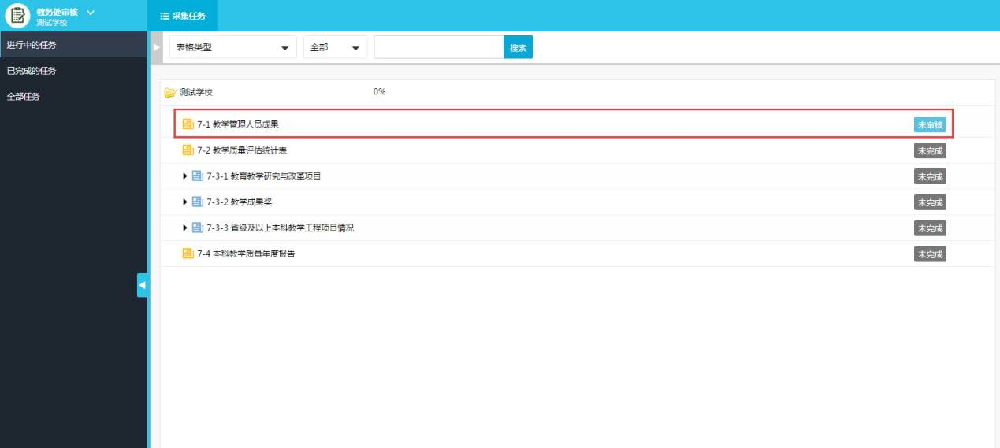 教务处审核
测试学校
采集任务
进行中的任务
已完成的任务
全部任务
表格类型 全部 搜索
测试学校 0%
7-1 教学管理人员成果 未审核
7-2 教学质量评估统计表 未完成
7-3-1 教育教学研究与改革项目 未完成
7-3-2 教学成果奖 未完成
7-3-3 省级及以上本科教学工程项目情况 未完成
7-4 本科教学质量年度报告 未完成